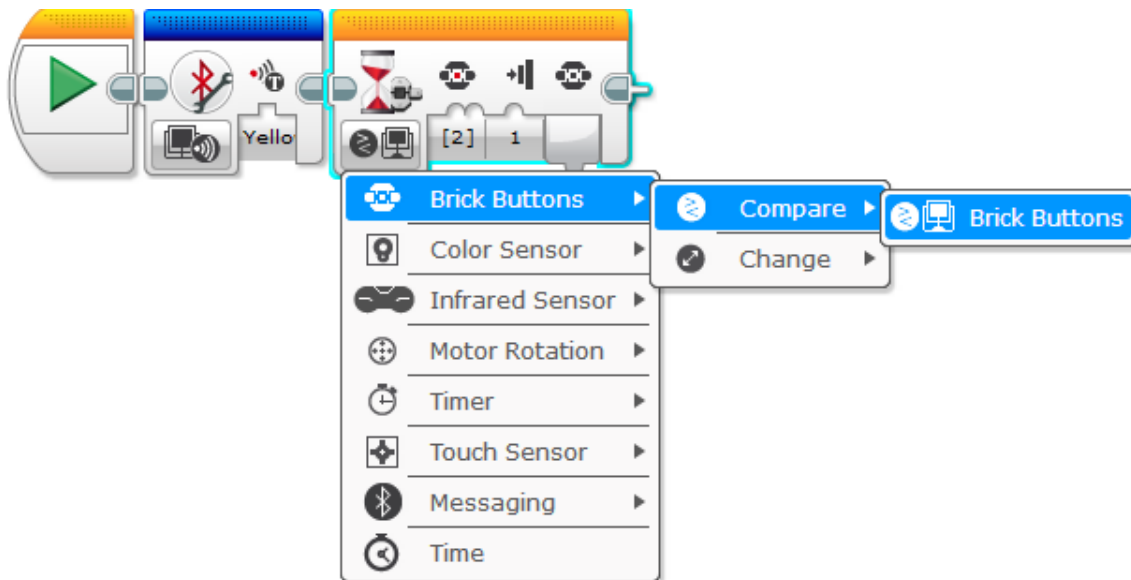 T
Yello
[2]
1
Brick Buttons
Compare
Brick Buttons
Color Sensor
Change
Infrared Sensor
Motor Rotation
Timer
Touch Sensor
Messaging
Time